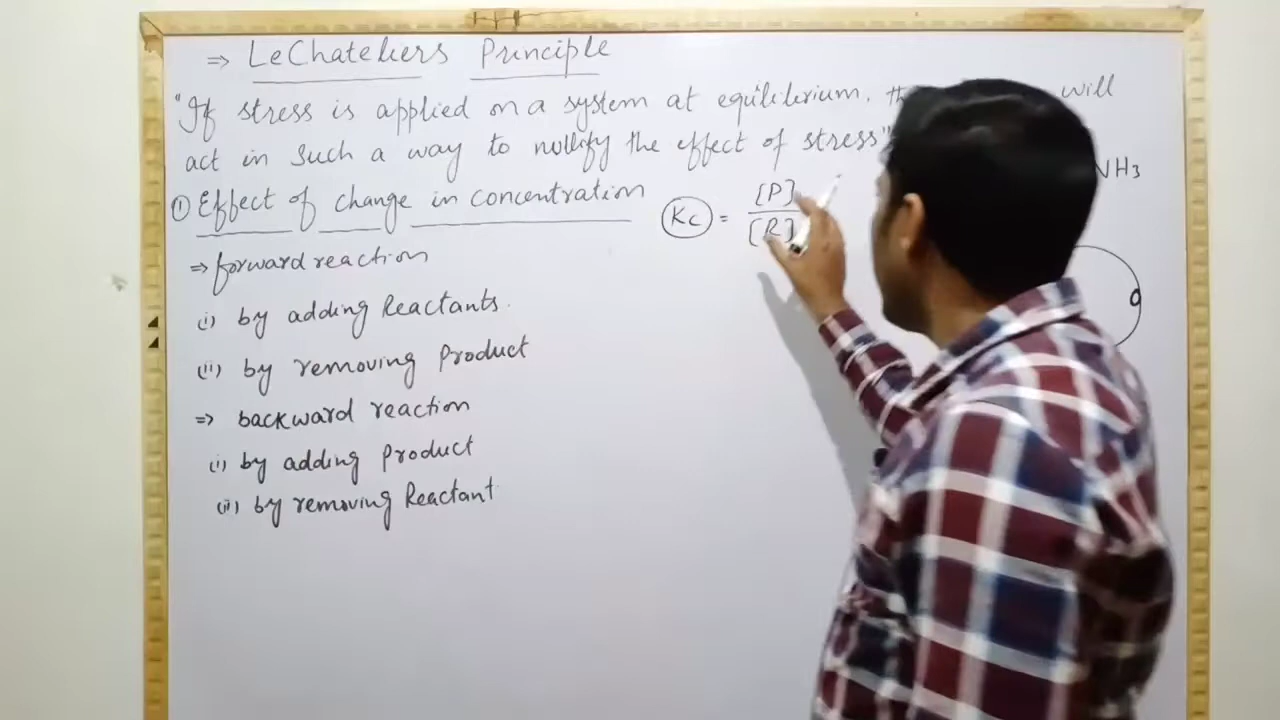 ⇒ LeChateliers Principle
"If stress is applied on a system at equilibrium, will
act in such a way to nullify the effect of stress"
NH3
① Effect of change in concentration
Kc = [P] / [R]
⇒ forward reaction
(i) by adding Reactants.
(ii) by removing Product
⇒ backward reaction
(i) by adding Product
(ii) by removing Reactant